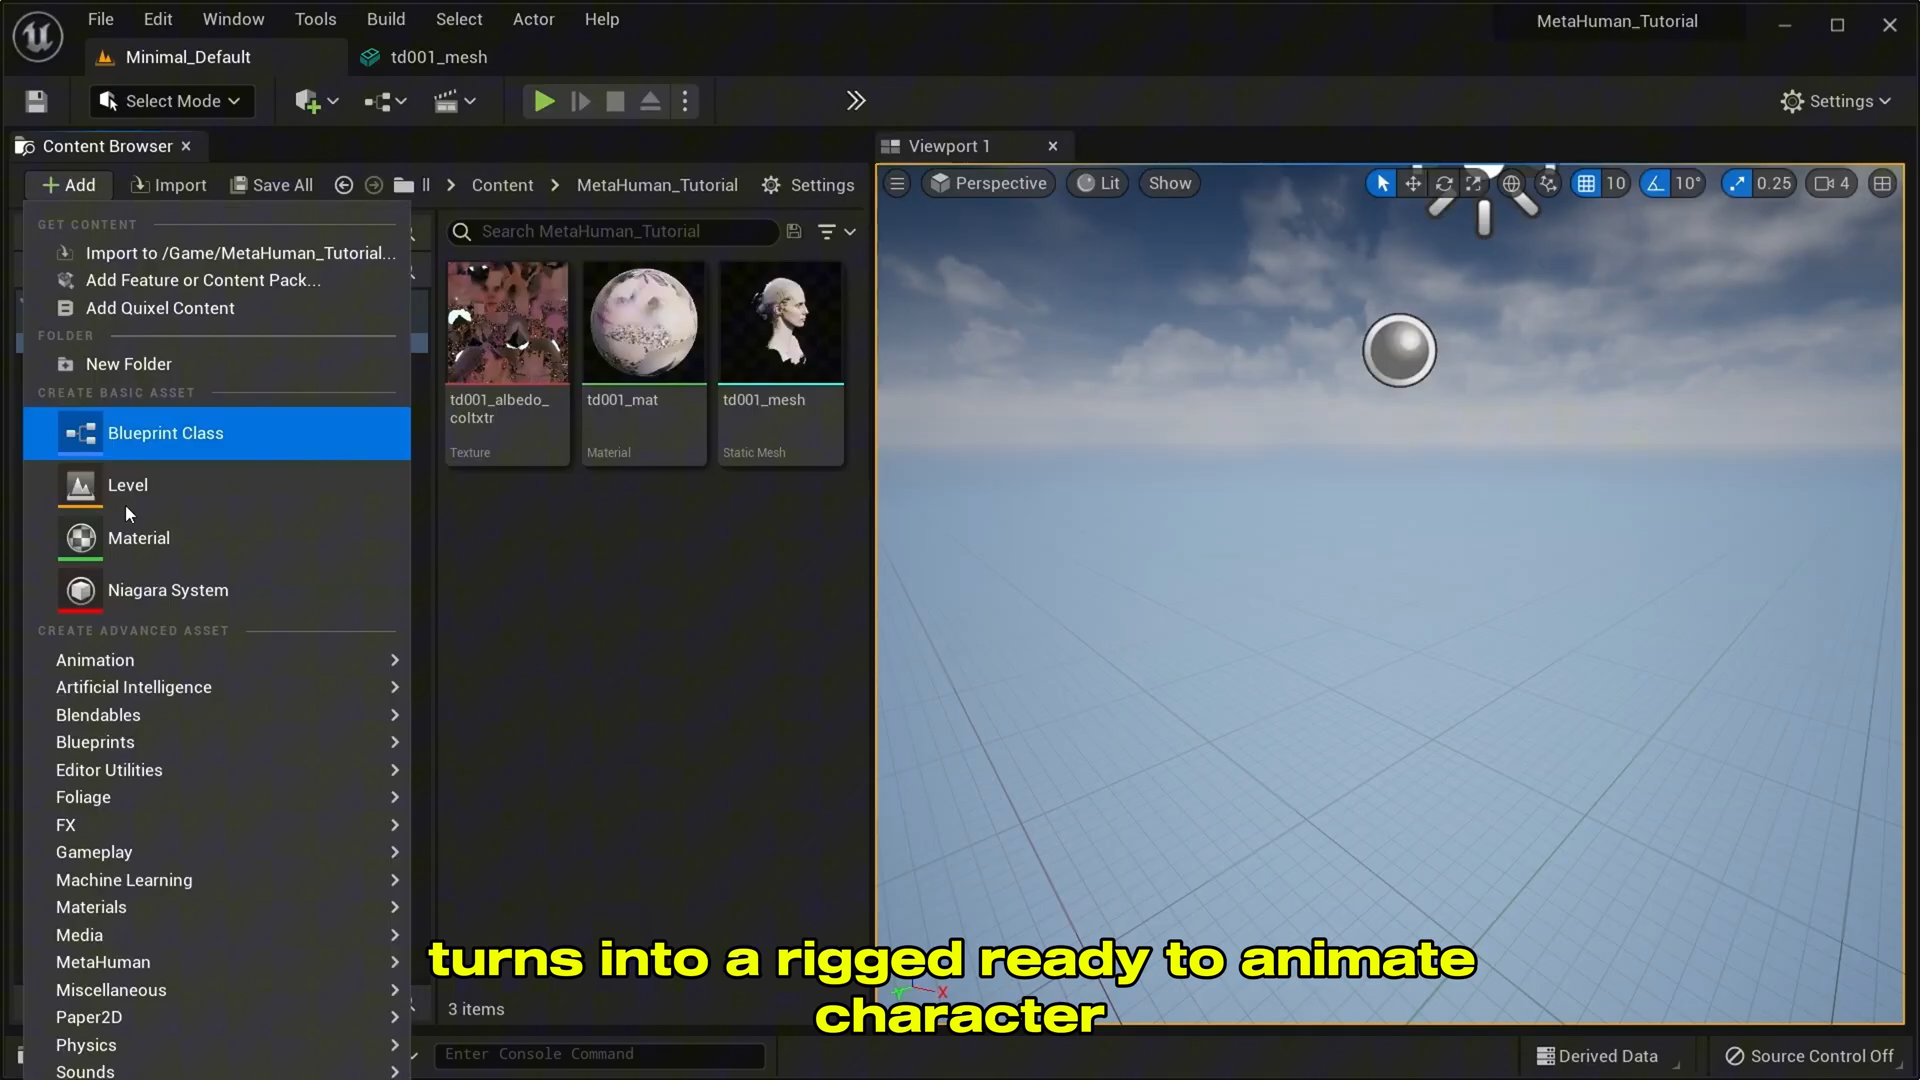 File Edit Window Tools Build Select Actor Help
MetaHuman_Tutorial
Minimal_Default
td001_mesh
Select Mode
Settings
Content Browser
Viewport 1
Add
Import
Save All
Content
MetaHuman_Tutorial
Settings
Perspective
Lit
Show
10
10°
0.25
4
GET CONTENT
Search MetaHuman_Tutorial
Import to /Game/MetaHuman_Tutorial...
Add Feature or Content Pack...
Add Quixel Content
FOLDER
New Folder
CREATE BASIC ASSET
Blueprint Class
Level
Material
Niagara System
CREATE ADVANCED ASSET
Animation
Artificial Intelligence
Blendables
Blueprints
Editor Utilities
Foliage
FX
Gameplay
Machine Learning
Materials
Media
MetaHuman
Miscellaneous
Paper2D
Physics
Sounds
td001_albedo_
coltxtr
Texture
td001_mat
Material
td001_mesh
Static Mesh
3 items
turns into a rigged ready to animate
character
X
Enter Console Command
Derived Data
Source Control Off